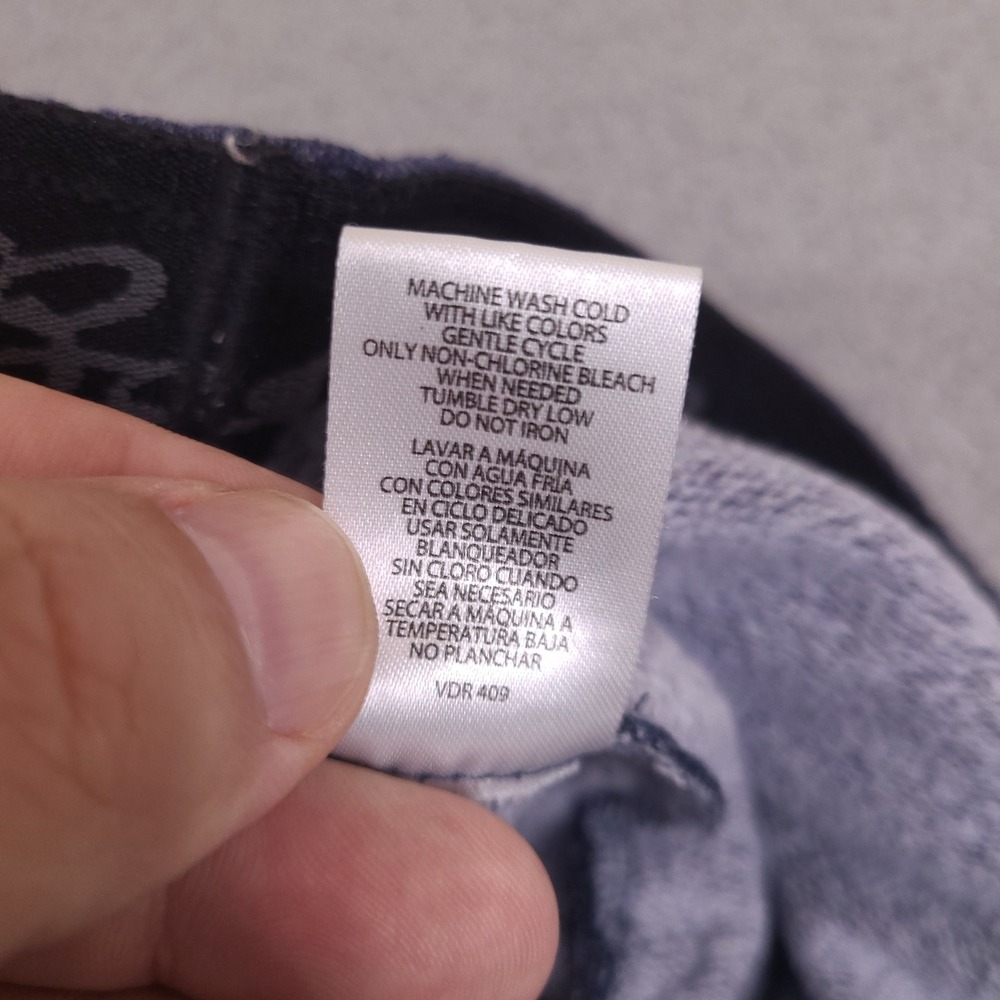 MACHINE WASH COLD
WITH LIKE COLORS
GENTLE CYCLE
ONLY NON-CHLORINE BLEACH
WHEN NEEDED
TUMBLE DRY LOW
DO NOT IRON
LAVAR A MÁQUINA
CON AGUA FRÍA
CON COLORES SIMILARES
EN CICLO DELICADO
USAR SOLAMENTE
BLANQUEADOR
SIN CLORO CUANDO
SEA NECESARIO
SECAR A MÁQUINA A
TEMPERATURA BAJA
NO PLANCHAR
VDR 409